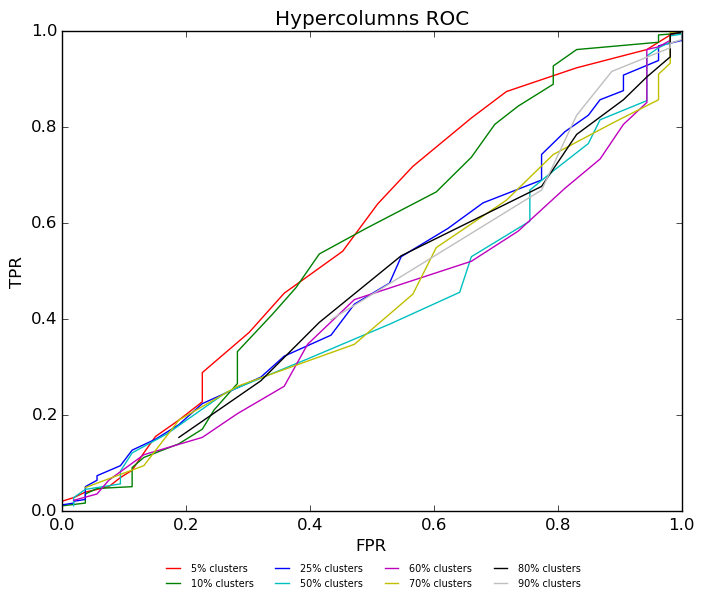 Hypercolumns ROC
1.0
0.8
0.6
0.4
0.2
0.0
TPR
0.0 0.2 0.4 0.6 0.8 1.0
FPR
5% clusters 25% clusters 60% clusters 80% clusters
10% clusters 50% clusters 70% clusters 90% clusters